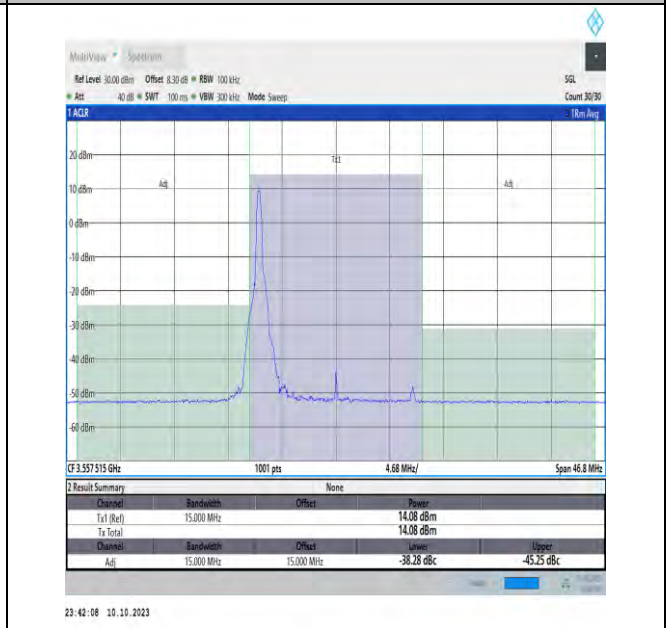 MultiView Spectrum
Ref Level 30.00 dBm Offset 8.30 dB RBW 100 kHz SGL
Att 40 dB SWT 100 ms VBW 300 kHz Mode Sweep Count 30/30
1 ACLR 1Rm Avg
Tx1
20 dBm
Adj Adj
10 dBm
0 dBm
-10 dBm
-20 dBm
-30 dBm
-40 dBm
-50 dBm
-60 dBm
CF 3.557515 GHz 1001 pts 4.68 MHz/ Span 46.8 MHz
2 Result Summary None
Channel Bandwidth Offset Power
Tx1 (Ref) 15.000 MHz 14.08 dBm
Tx Total 14.08 dBm
Channel Bandwidth Offset Lower Upper
Adj 15.000 MHz 15.000 MHz -38.28 dBc -45.25 dBc
23:42:08 10.10.2023